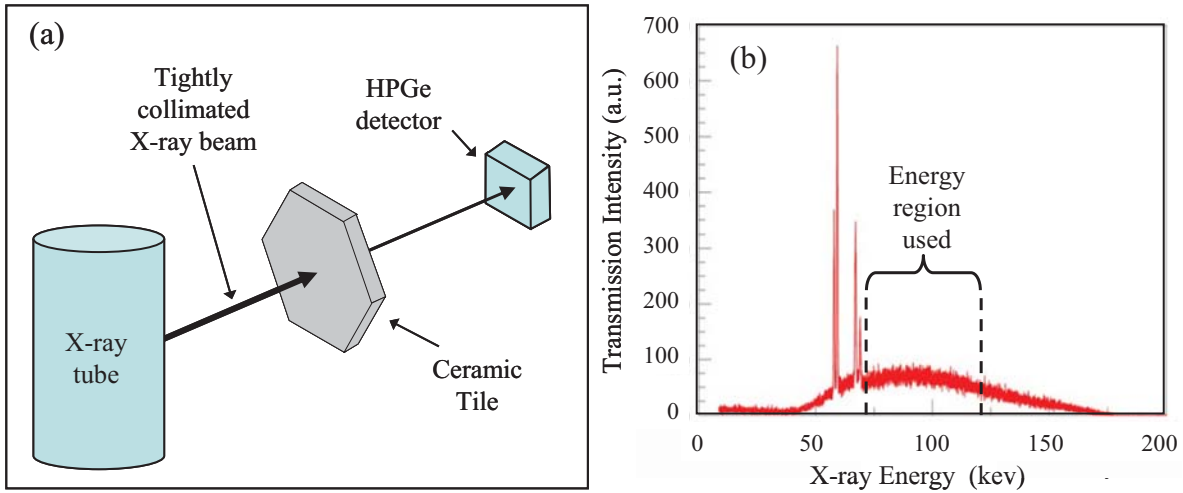 (a)
Tightly
collimated
X-ray beam
HPGe
detector
X-ray
tube
Ceramic
Tile
(b)
Transmission Intensity (a.u.)
700
600
500
400
300
200
100
0
Energy
region
used
0
50
100
150
200
X-ray Energy (kev)